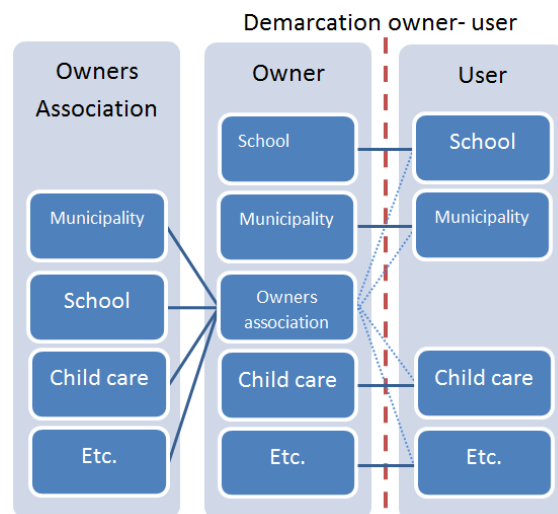 Demarcation owner- user
Owners
Association
Municipality
School
Child care
Etc.
Owner
School
Municipality
Owners
association
Child care
Etc.
User
School
Municipality
Child care
Etc.